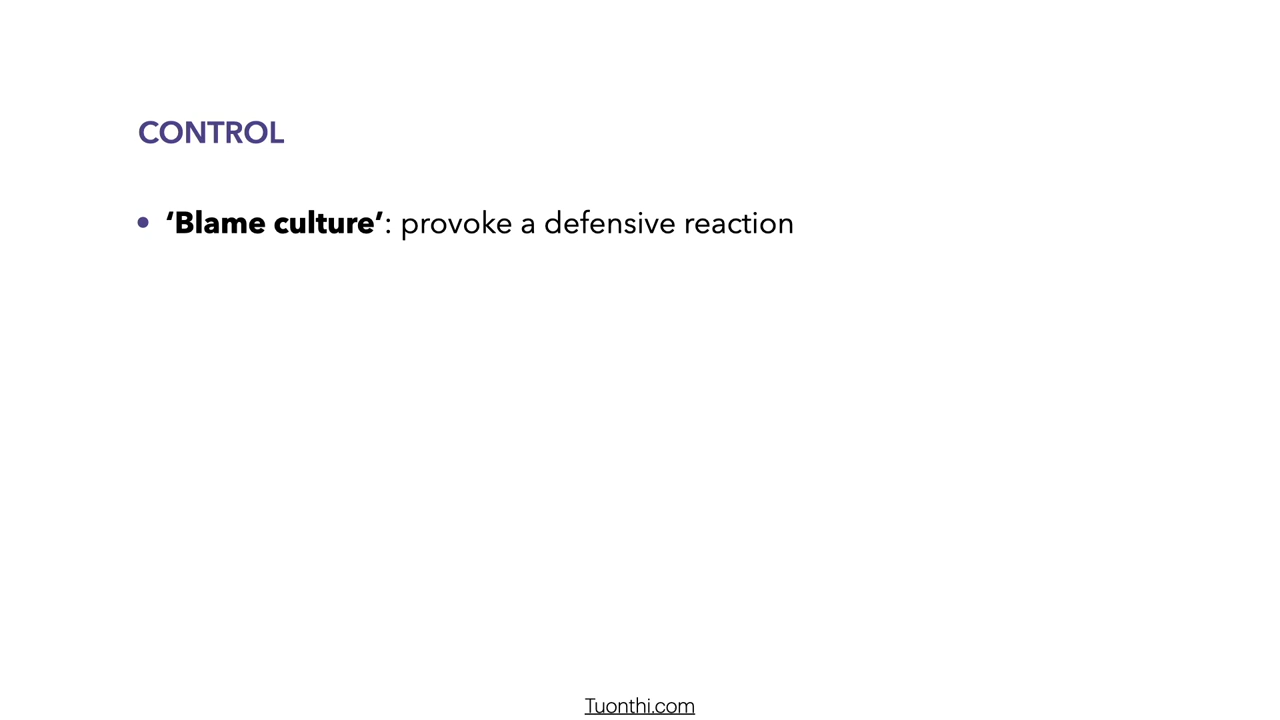 CONTROL
• ‘Blame culture’: provoke a defensive reaction
Tuonthi.com